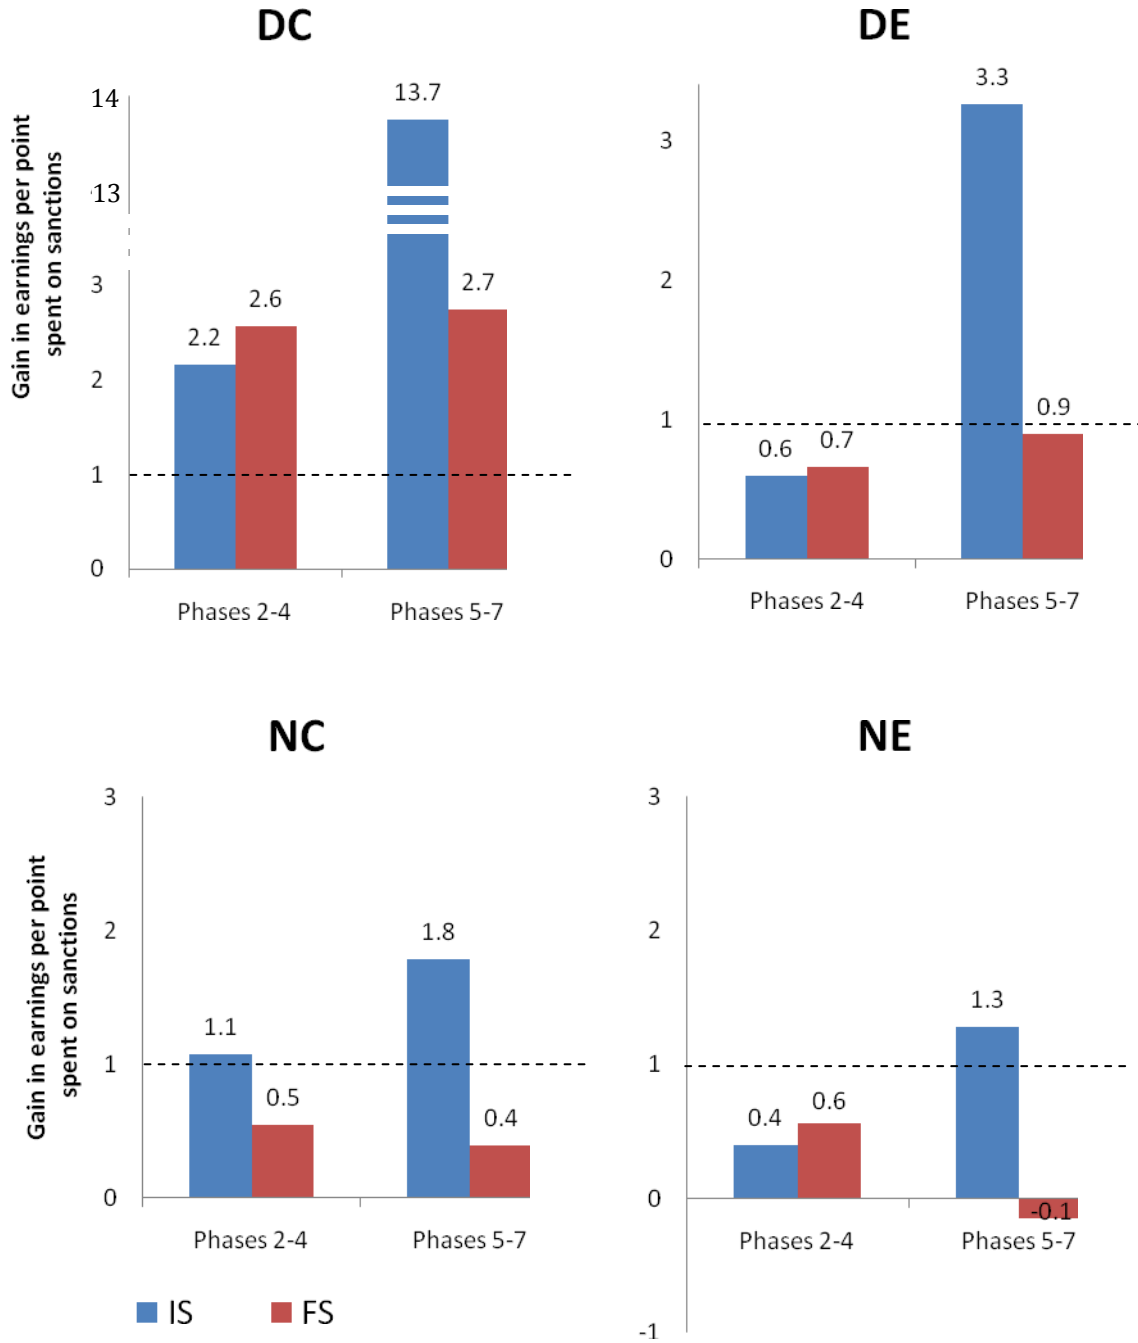 DC
Gain in earnings per point
spent on sanctions
14
13
3
2
1
0
13.7
2.2
2.6
2.7
Phases 2-4
Phases 5-7
DE
3
2
1
0
3.3
0.6
0.7
0.9
Phases 2-4
Phases 5-7
NC
Gain in earnings per point
spent on sanctions
3
2
1
0
1.1
0.5
1.8
0.4
Phases 2-4
Phases 5-7
NE
3
2
1
0
-1
0.4
0.6
1.3
-0.1
Phases 2-4
Phases 5-7
IS
FS